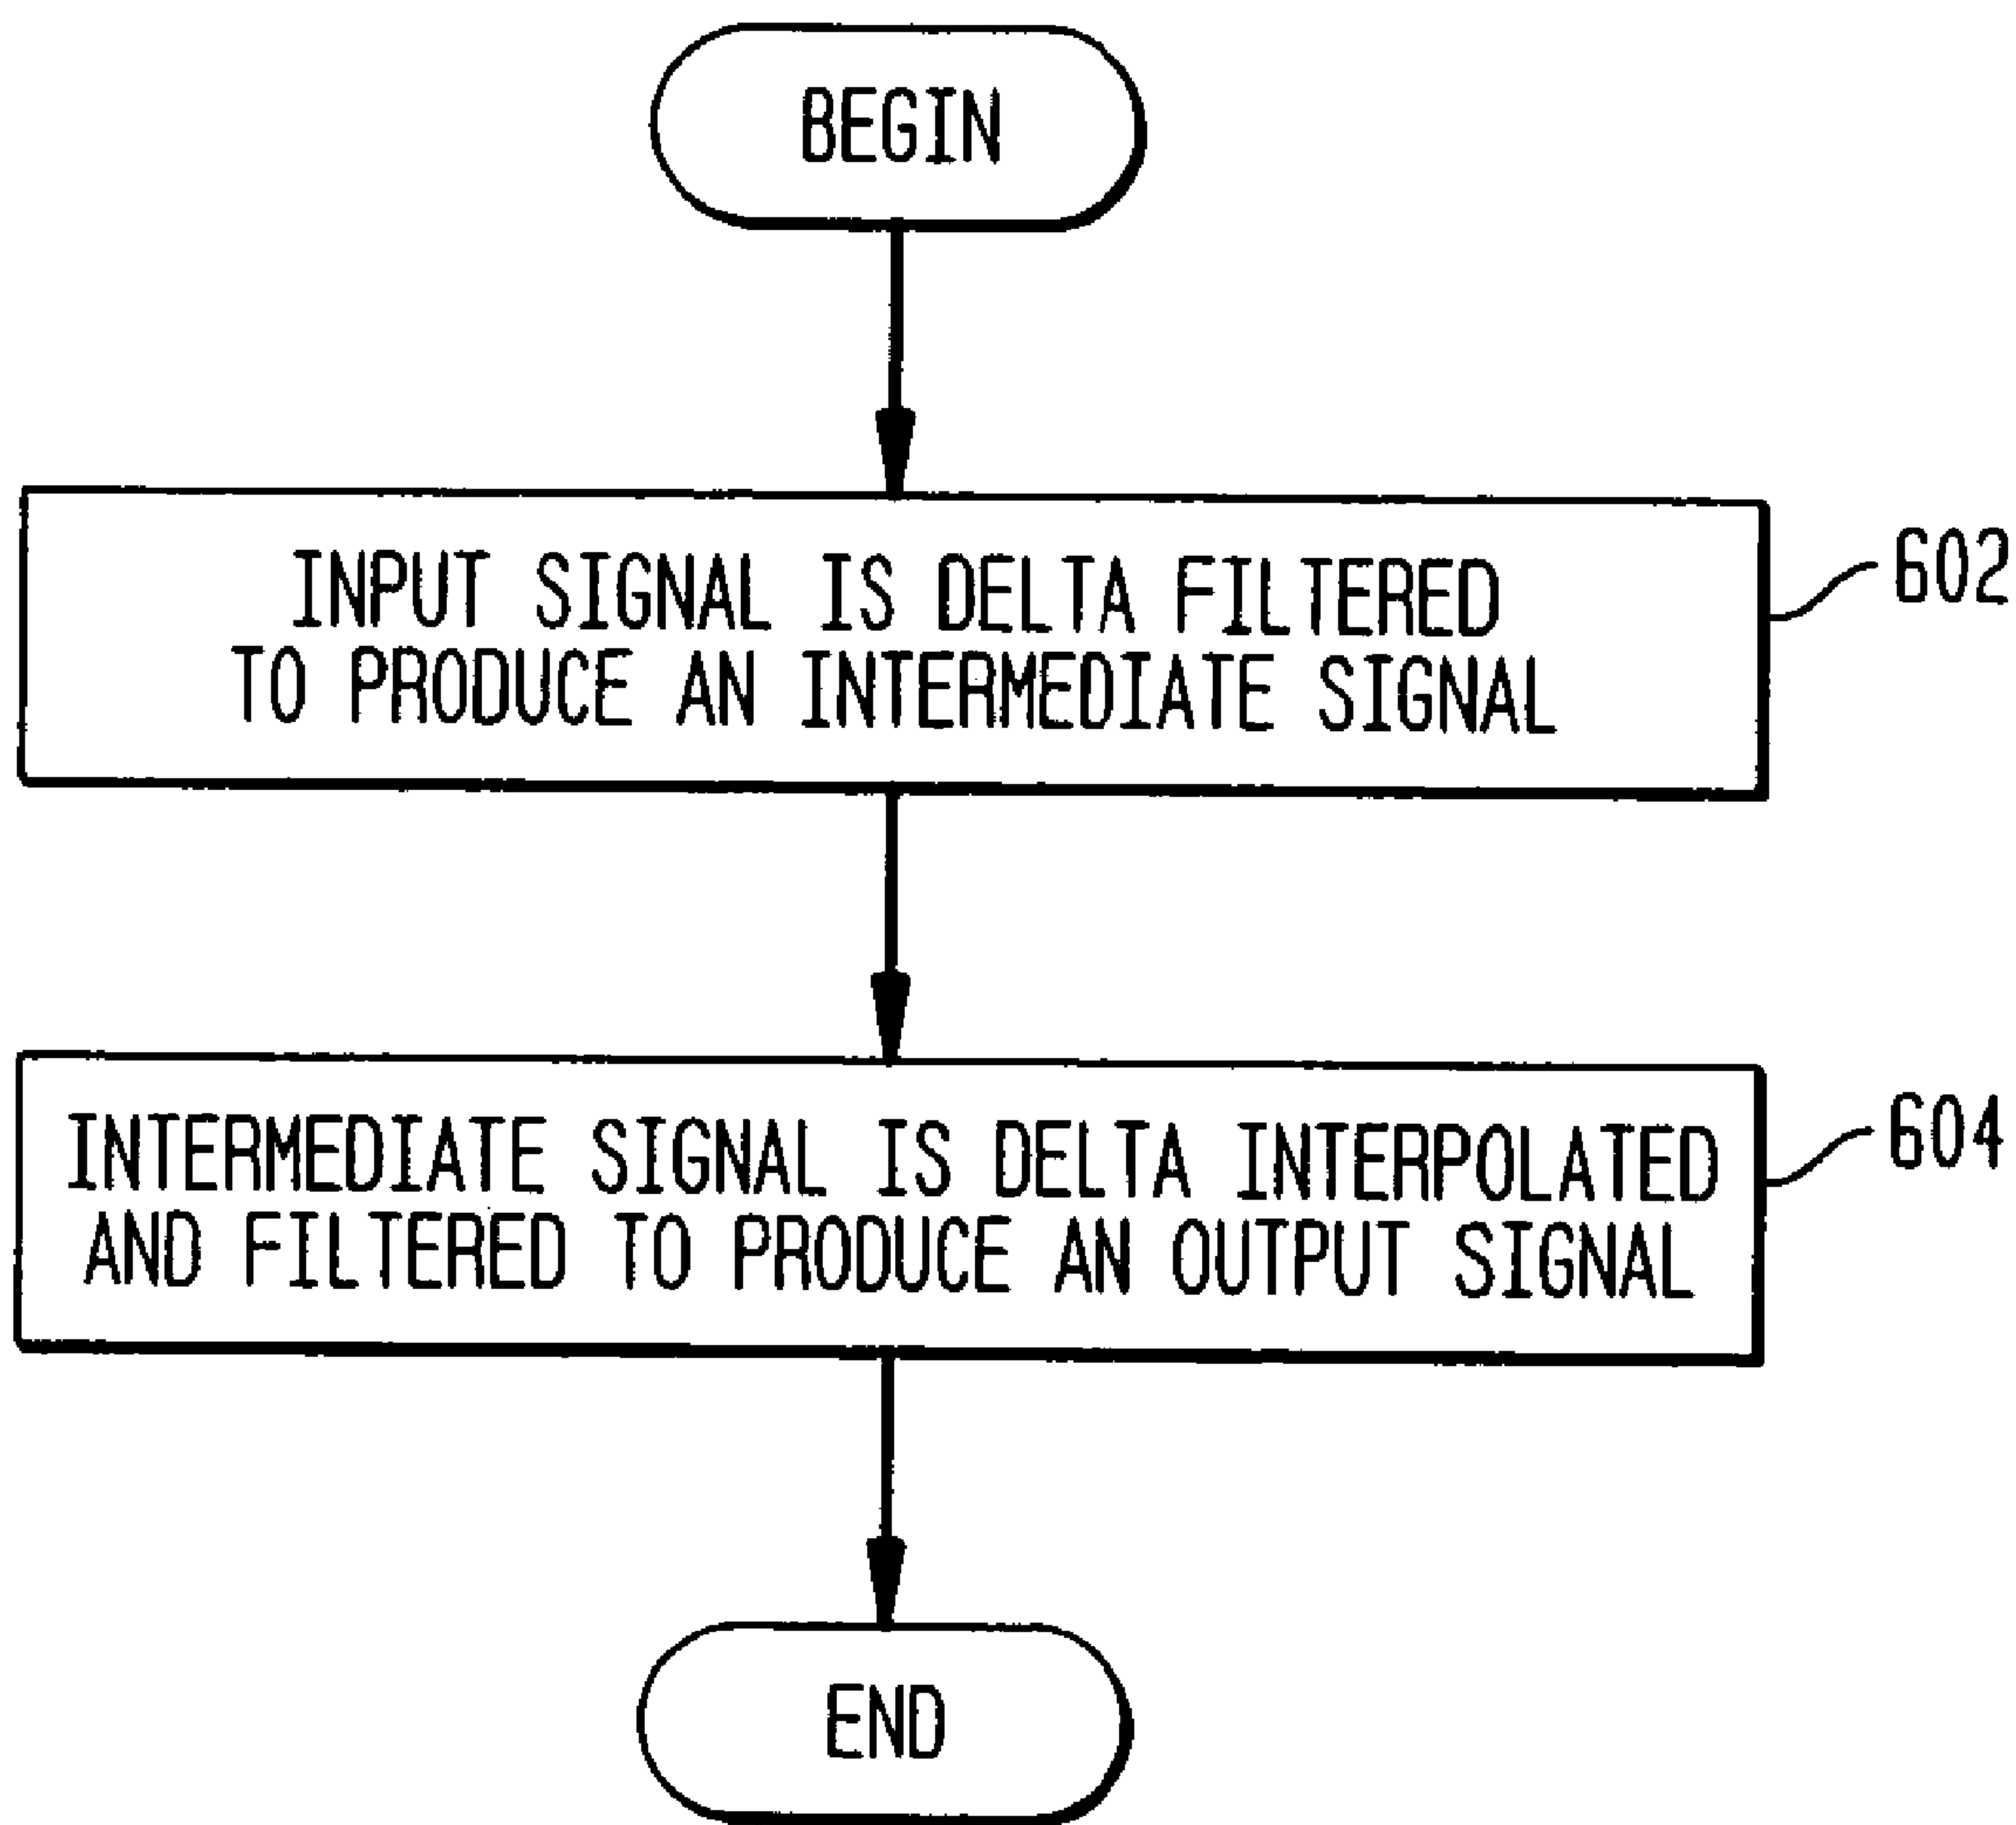 BEGIN
INPUT SIGNAL IS DELTA FILTERED
TO PRODUCE AN INTERMEDIATE SIGNAL
602
INTERMEDIATE SIGNAL IS DELTA INTERPOLATED
AND FILTERED TO PRODUCE AN OUTPUT SIGNAL
604
END